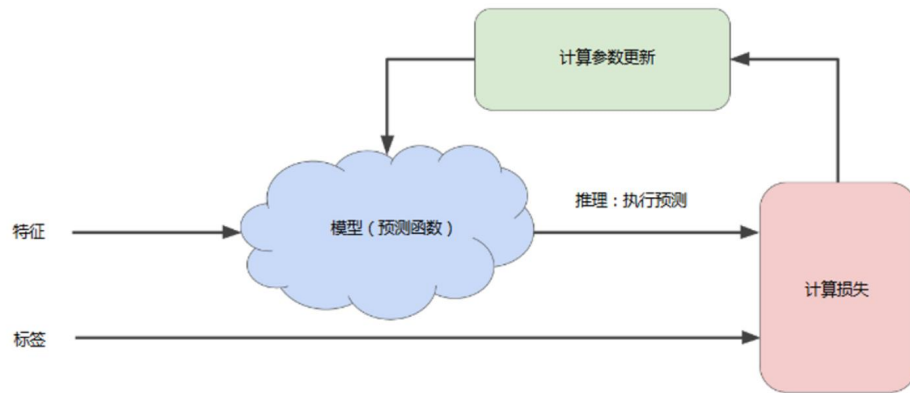 计算参数更新
推理：执行预测
模型（预测函数）
特征
计算损失
标签